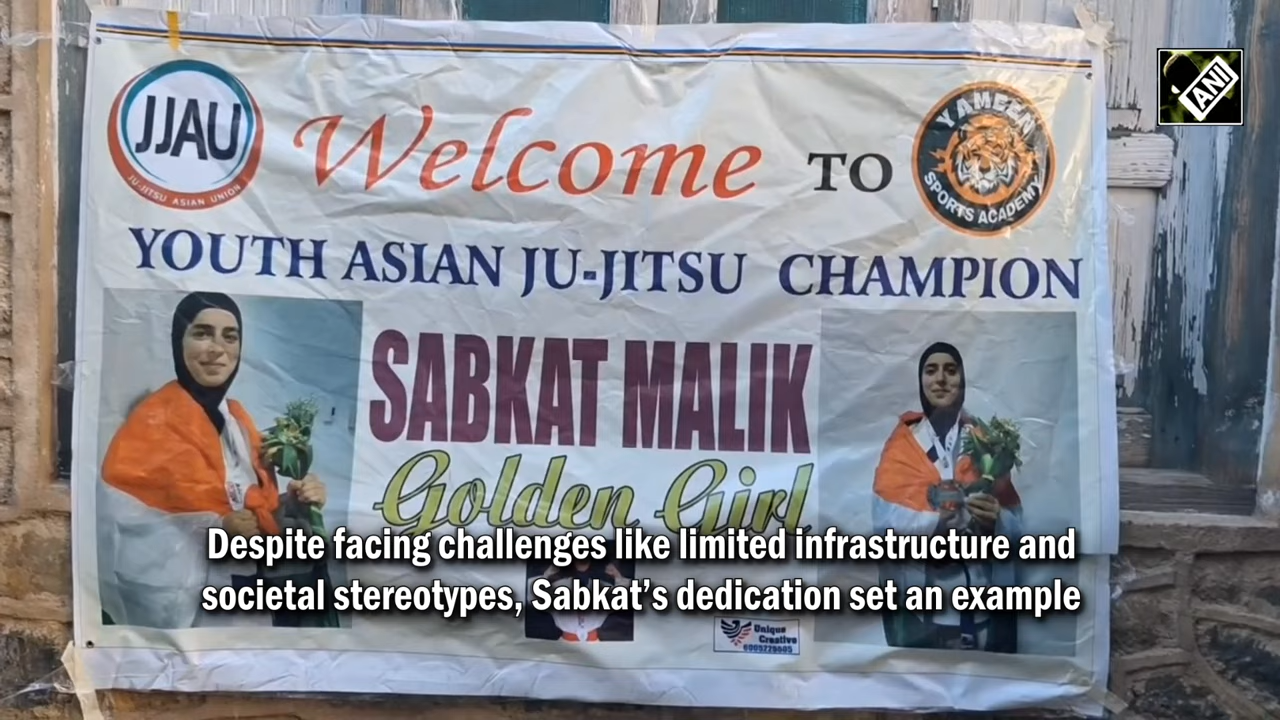 JJAU
JU-JITSU ASIAN UNION
Welcome TO
YAMEEN
SPORTS ACADEMY
ANI
YOUTH ASIAN JU-JITSU CHAMPION
SABKAT MALIK
Golden Girl
Despite facing challenges like limited infrastructure and
societal stereotypes, Sabkat's dedication set an example
Unique
Creative